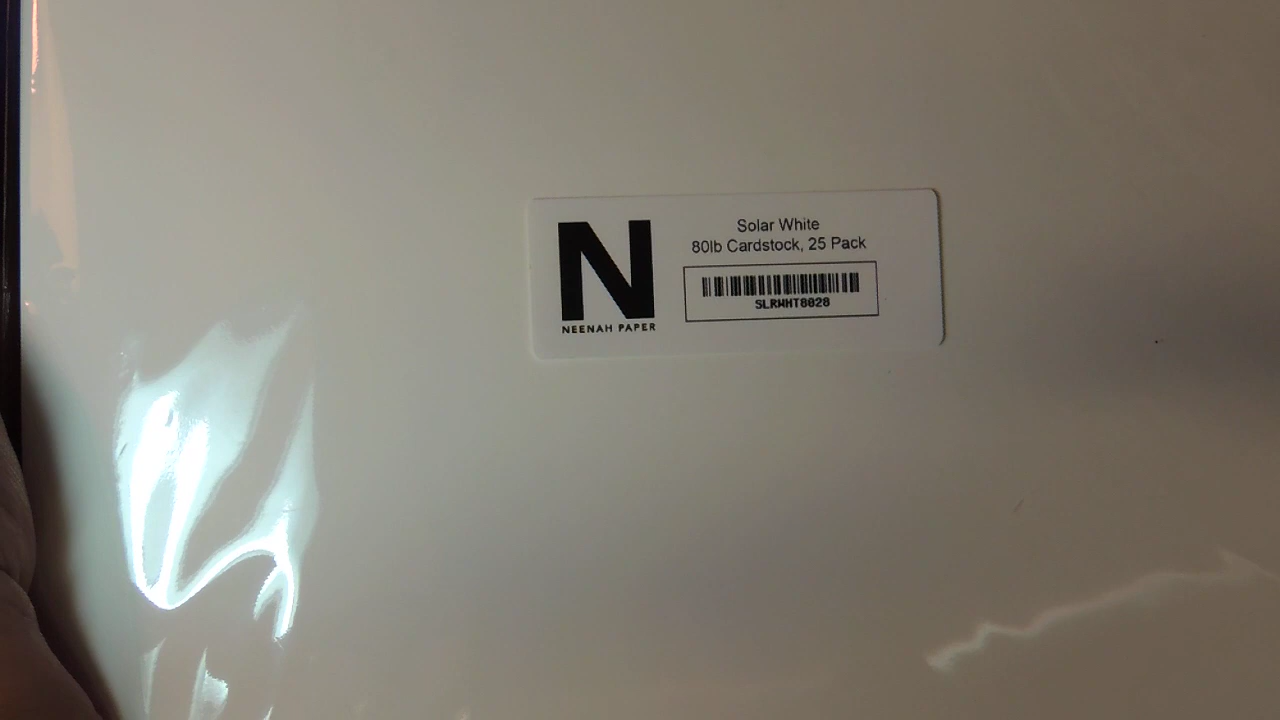 N
NEENAH PAPER
Solar White
80lb Cardstock, 25 Pack
SLRWHT8028